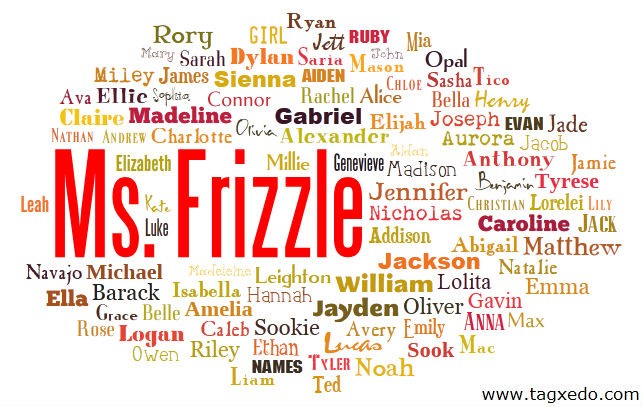 Ryan
Rory GIRL Jett RUBY Mia
Mary Sarah Dylan Saria Mason John Opal
Miley James Sienna AIDEN CHLOE Sasha Tico
Ava Ellie Sophia Connor Rachel Alice Bella Henry
Claire Madeline Olivia Gabriel Elijah Joseph EVAN Jade
NATHAN ANDREW Charlotte Alexander Aurora Jacob
Elizabeth Millie Genevieve Madison Anthony Jamie
Leah Kate Luke Ms. Frizzle Jennifer Benjamin Tyrese
Nicholas CHRISTIAN Lorelei LILY
Addison Caroline JACK
Abigail Matthew
Navajo Michael Madeleine Leighton Jackson Natalie
Ella Barack Isabella Hannah William Lolita Emma
Grace Belle Amelia Jayden Oliver Gavin
Rose Logan Caleb Sookie Avery Emily ANNA Max
Owen Riley Ethan Lucas Sook Mac
NAMES TYLER Noah
Liam Ted
www.tagxedo.com